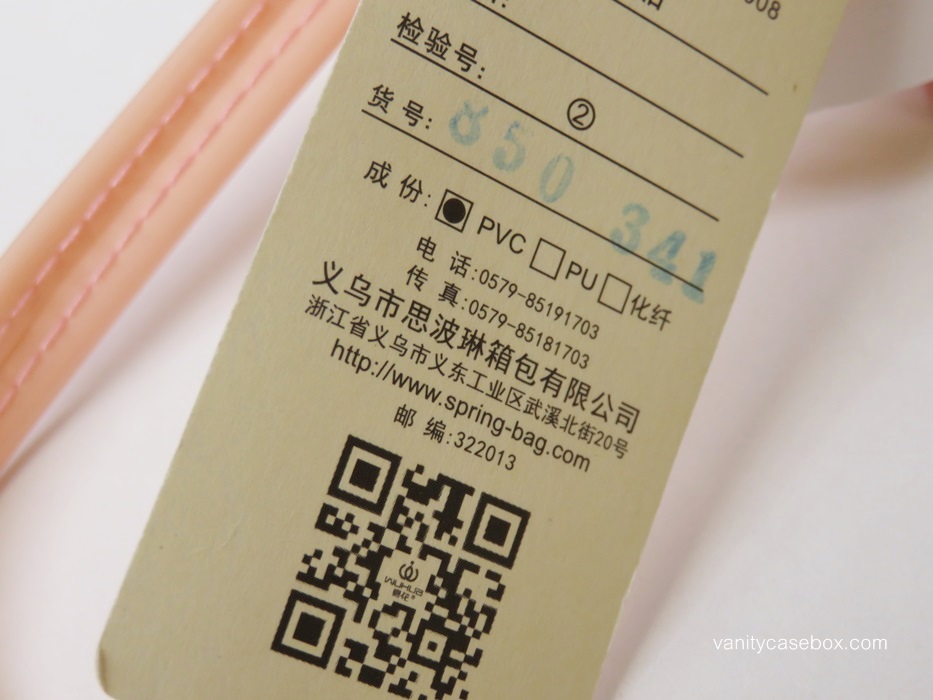 检验号:
②
货号: 850 341
成份: PVC PU 化纤
电 话:0579-85191703
传 真:0579-85181703
义乌市思波琳箱包有限公司
浙江省义乌市义东工业区武溪北街20号
http://www.spring-bag.com
邮 编:322013
vanitycasebox.com